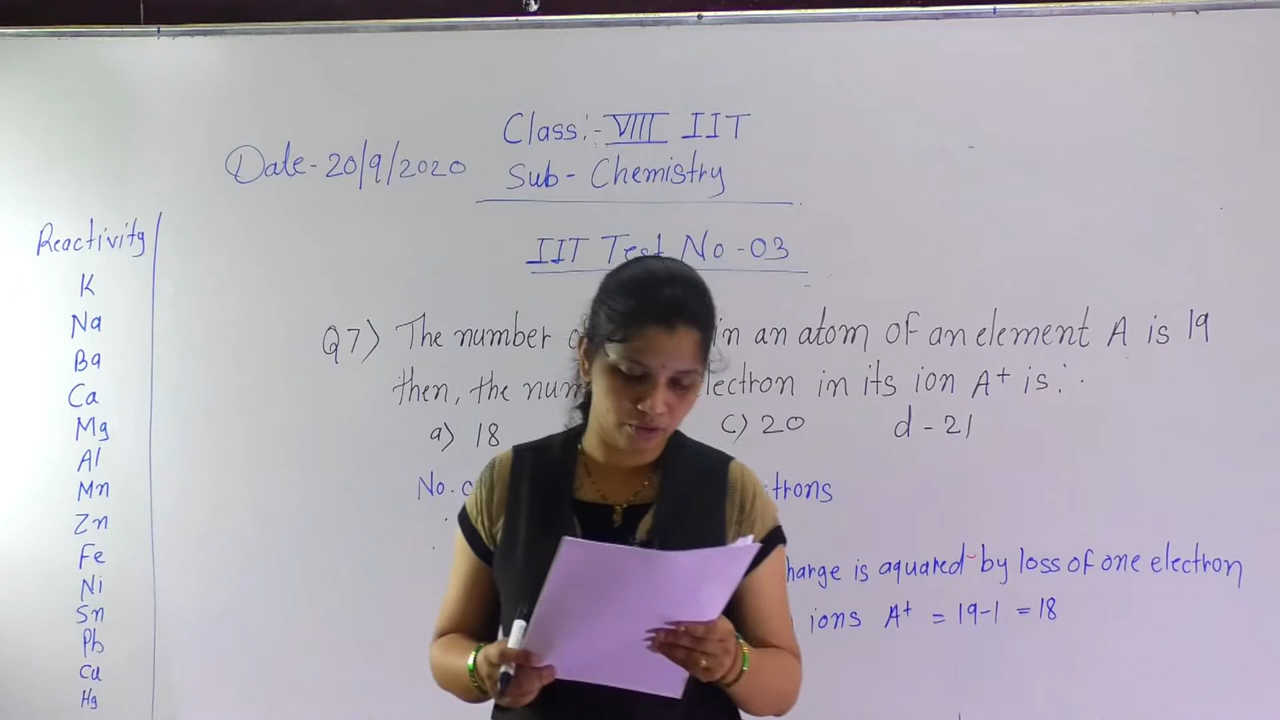 Class:- VIII IIT
Date-20/9/2020
Sub- Chemistry
IIT Test No -03
Reactivity
K
Na
Ba
Ca
Mg
Al
Mn
Zn
Fe
Ni
Sn
Pb
Cu
Hg
Q7) The number in an atom of an element A is 19
then, the num lectron in its ion A+ is:
a) 18 c) 20 d - 21
No. trons
harge is aquared by loss of one electron
ions A+ = 19-1 = 18